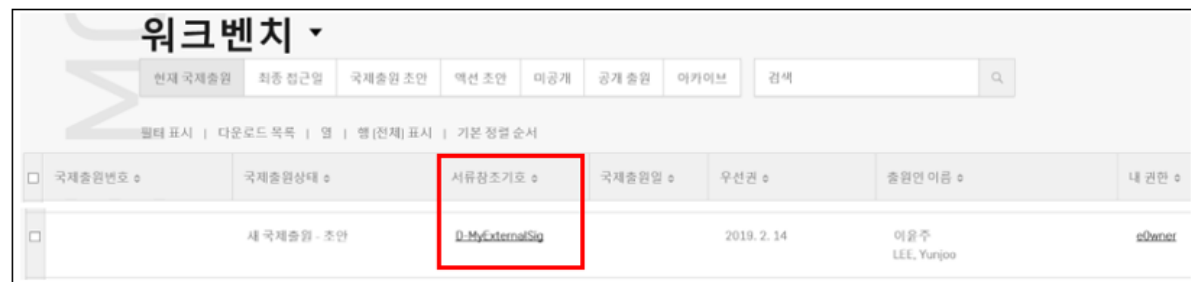 워크벤치
현재 국제출원 최종 접근일 국제출원 초안 액션 초안 미공개 공개 출원 아카이브 검색
필터 표시 | 다운로드 목록 | 열 | 행 [전체] 표시 | 기본 정렬 순서
국제출원번호 국제출원상태 서류참조기호 국제출원일 우선권 출원인 이름 내 권한
새 국제출원 - 초안 D-MyExternalSig 2019. 2. 14 이윤주 eOwner
LEE, Yunjoo